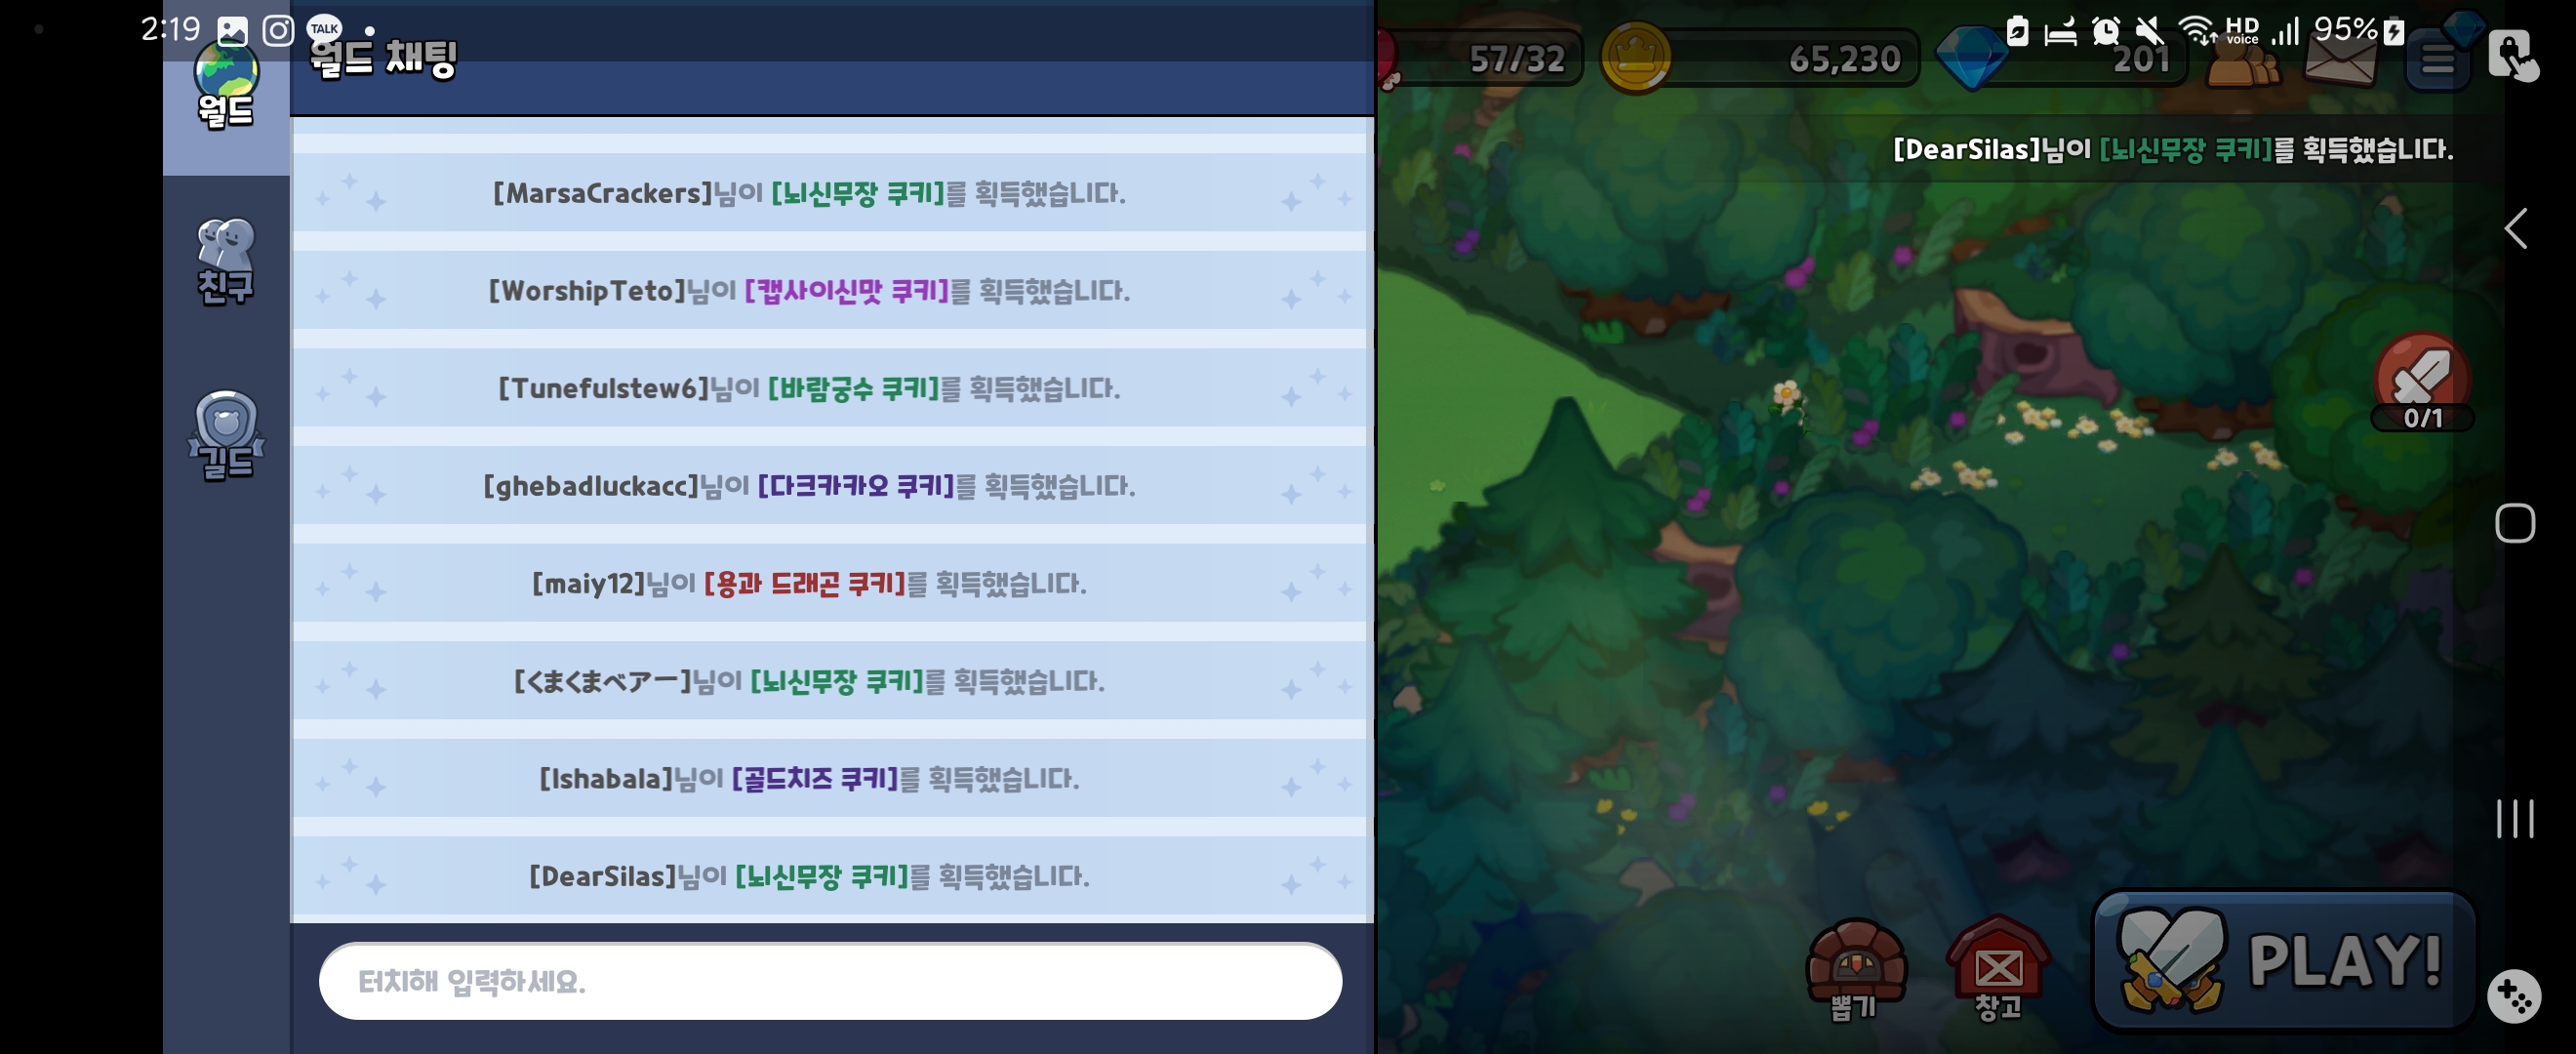 2:19
TALK
HD voice
95%
월드 채팅
57/32
65,230
201
월드
친구
길드
[MarsaCrackers]님이 [뇌신무장 쿠키]를 획득했습니다.
[WorshipTeto]님이 [캡사이신맛 쿠키]를 획득했습니다.
[Tunefulstew6]님이 [바람궁수 쿠키]를 획득했습니다.
[ghebadluckacc]님이 [다크카카오 쿠키]를 획득했습니다.
[maiy12]님이 [용과 드래곤 쿠키]를 획득했습니다.
[くまくまベアー]님이 [뇌신무장 쿠키]를 획득했습니다.
[Ishabala]님이 [골드치즈 쿠키]를 획득했습니다.
[DearSilas]님이 [뇌신무장 쿠키]를 획득했습니다.
터치해 입력하세요.
[DearSilas]님이 [뇌신무장 쿠키]를 획득했습니다.
0/1
뽑기
창고
PLAY!